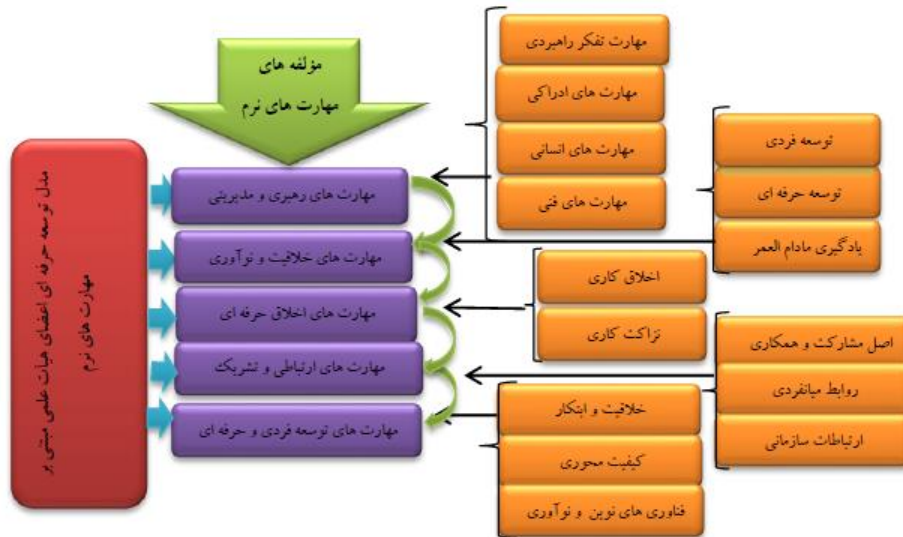 مؤلفه های
مهارت های نرم
مدل توسعه حرفه ای اعضای هیات علمی مبتنی بر
مهارت های نرم
مهارت های رهبری و مدیریتی
مهارت های خلاقیت و نوآوری
مهارت های اخلاق حرفه ای
مهارت های ارتباطی و تشریک
مهارت های توسعه فردی و حرفه ای
مهارت تفکر راهبردی
مهارت های ادراکی
مهارت های انسانی
مهارت های فنی
توسعه فردی
توسعه حرفه ای
یادگیری مادام العمر
اخلاق کاری
نزاکت کاری
اصل مشارکت و همکاری
روابط میانفردی
ارتباطات سازمانی
خلاقیت و ابتکار
کیفیت محوری
فناوری های نوین و نوآوری